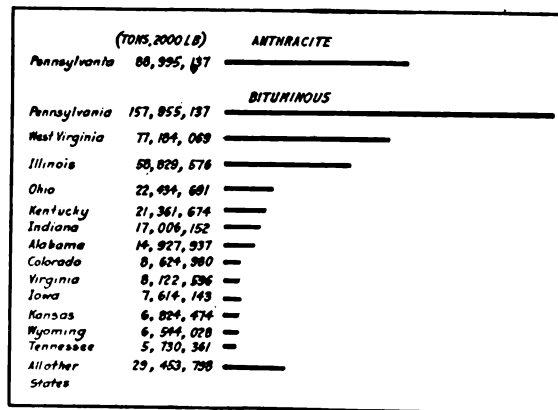 (TONS, 2000 LB) ANTHRACITE
Pennsylvania 88,995,137
BITUMINOUS
Pennsylvania 157,955,137
West Virginia 77,184,069
Illinois 58,829,576
Ohio 22,434,691
Kentucky 21,361,674
Indiana 17,006,152
Alabama 14,927,937
Colorado 8,624,980
Virginia 8,122,596
Iowa 7,614,143
Kansas 6,824,474
Wyoming 6,544,028
Tennessee 5,730,361
All other 29,453,798
States